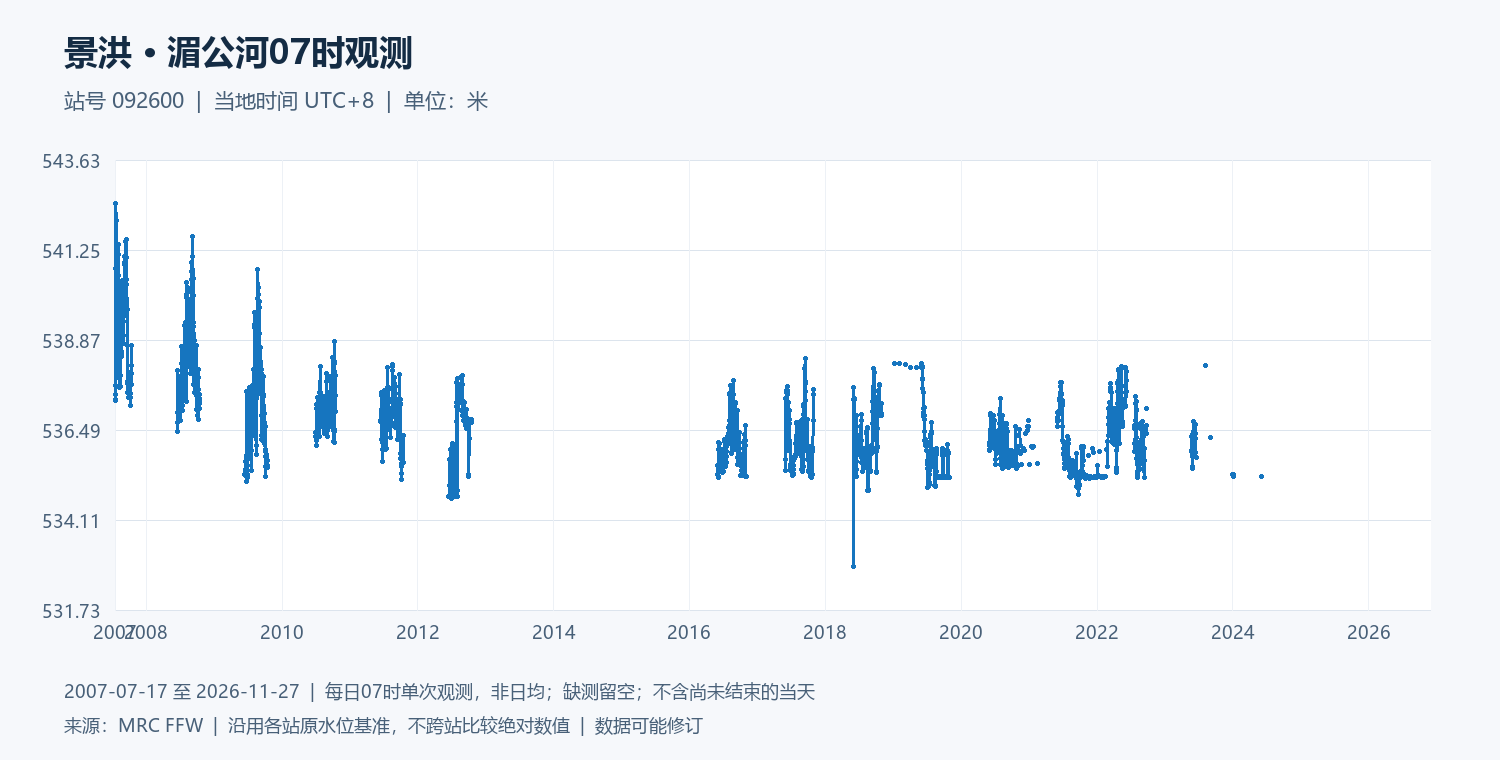 景洪 • 湄公河07时观测
站号 092600 | 当地时间 UTC+8 | 单位：米
543.63
541.25
538.87
536.49
534.11
531.73
2007 2008 2010 2012 2014 2016 2018 2020 2022 2024 2026
2007-07-17 至 2026-11-27 | 每日07时单次观测，非日均；缺测留空；不含尚未结束的当天
来源：MRC FFW | 沿用各站原水位基准，不跨站比较绝对数值 | 数据可能修订